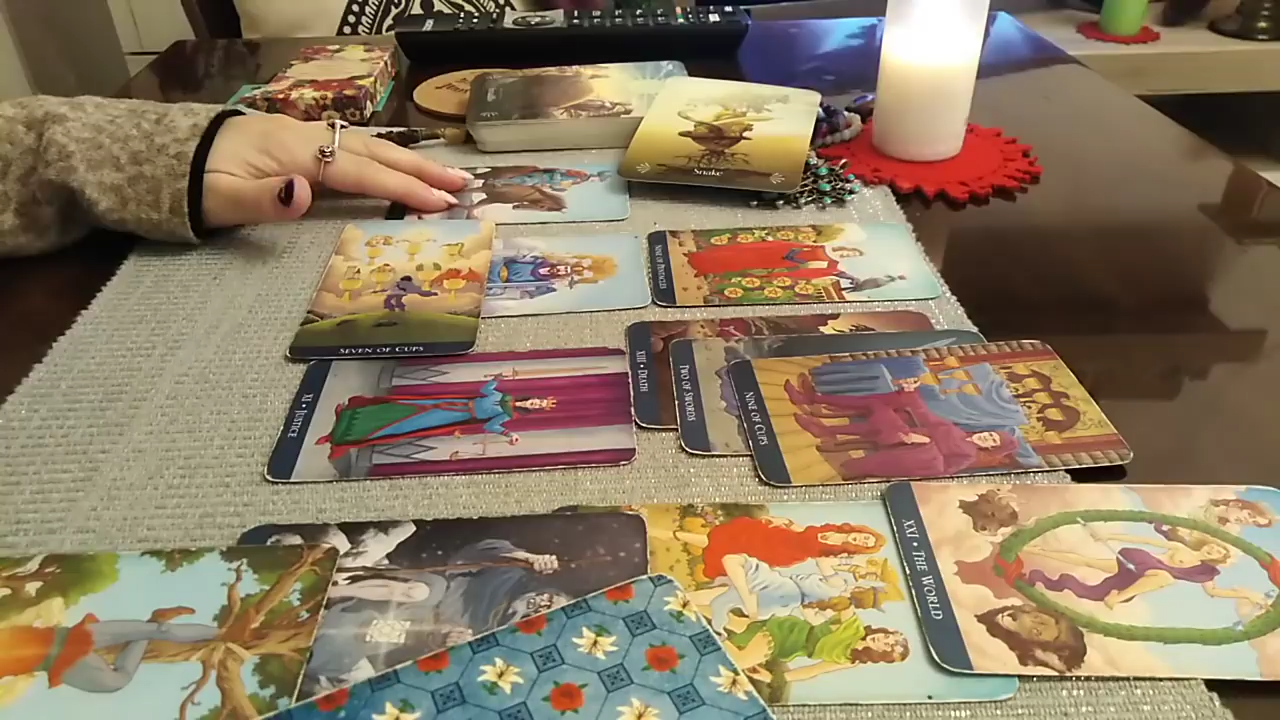 Snake
NINE OF PENTACLES
SEVEN OF CUPS
XIII • DEATH
TWO OF SWORDS
NINE OF CUPS
XI • JUSTICE
XXI • THE WORLD